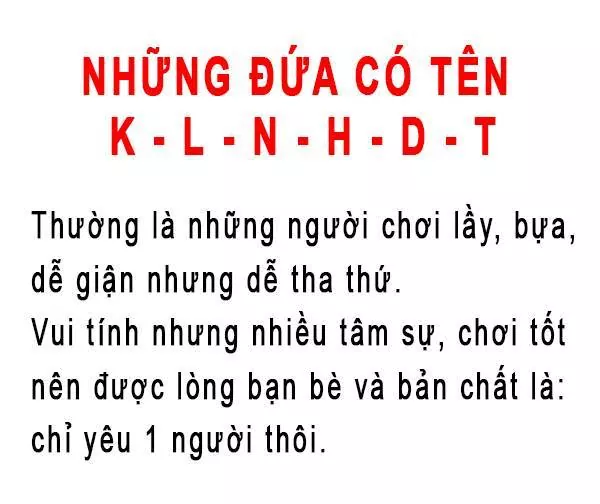 NHỮNG ĐỨA CÓ TÊN
K - L - N - H - D - T
Thường là những người chơi lầy, bựa,
dễ giận nhưng dễ tha thứ.
Vui tính nhưng nhiều tâm sự, chơi tốt
nên được lòng bạn bè và bản chất là:
chỉ yêu 1 người thôi.